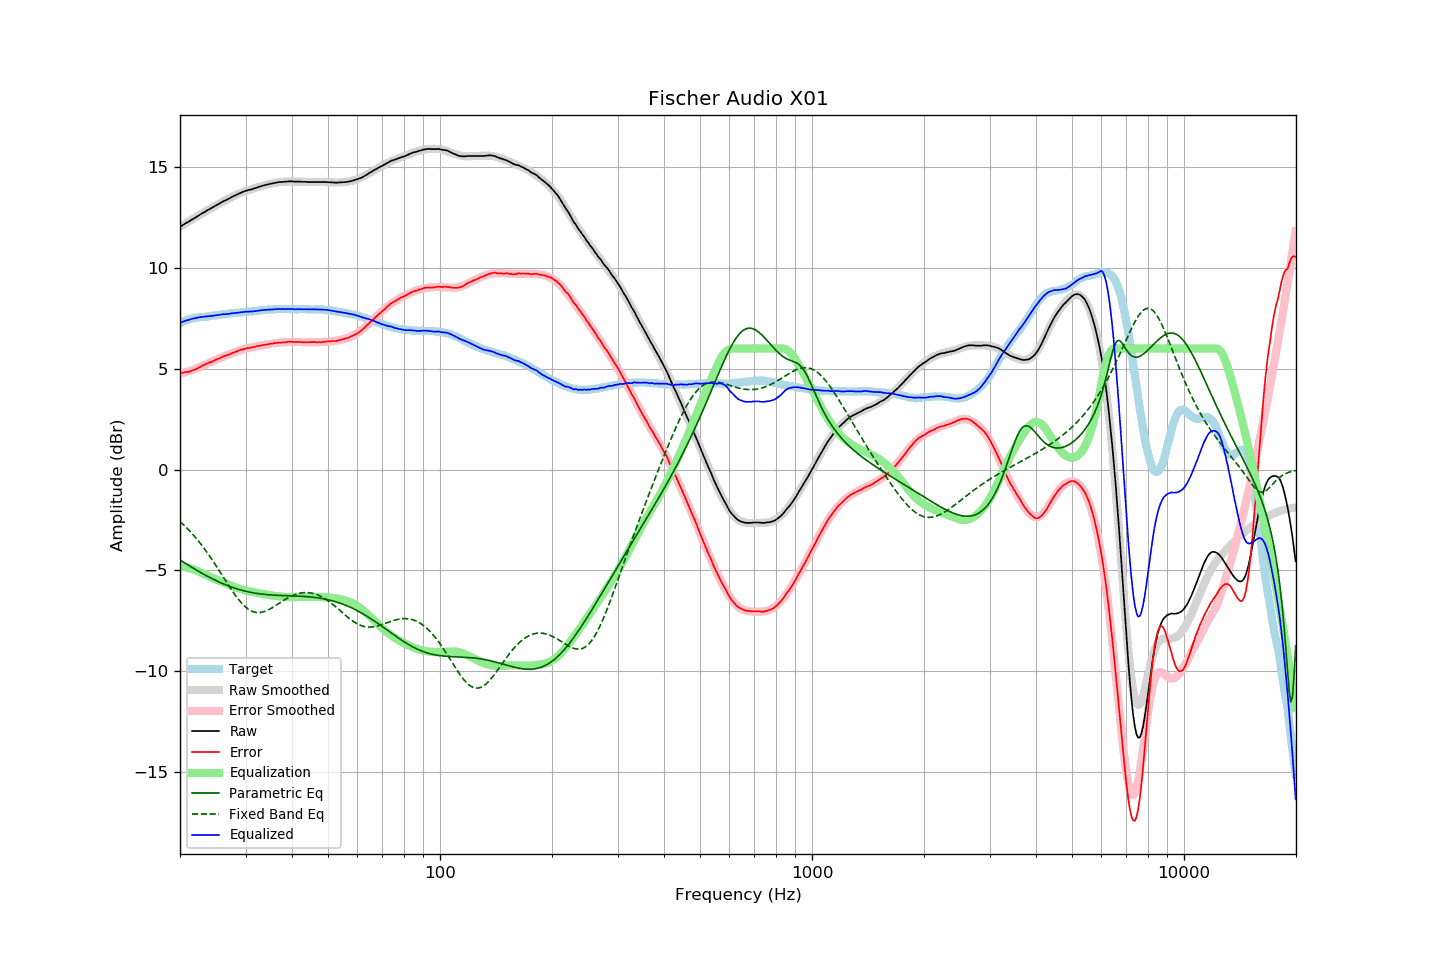 Fischer Audio X01
15
10
5
0
−5
−10
−15
Amplitude (dBr)
Target
Raw Smoothed
Error Smoothed
Raw
Error
Equalization
Parametric Eq
Fixed Band Eq
Equalized
100
1000
10000
Frequency (Hz)